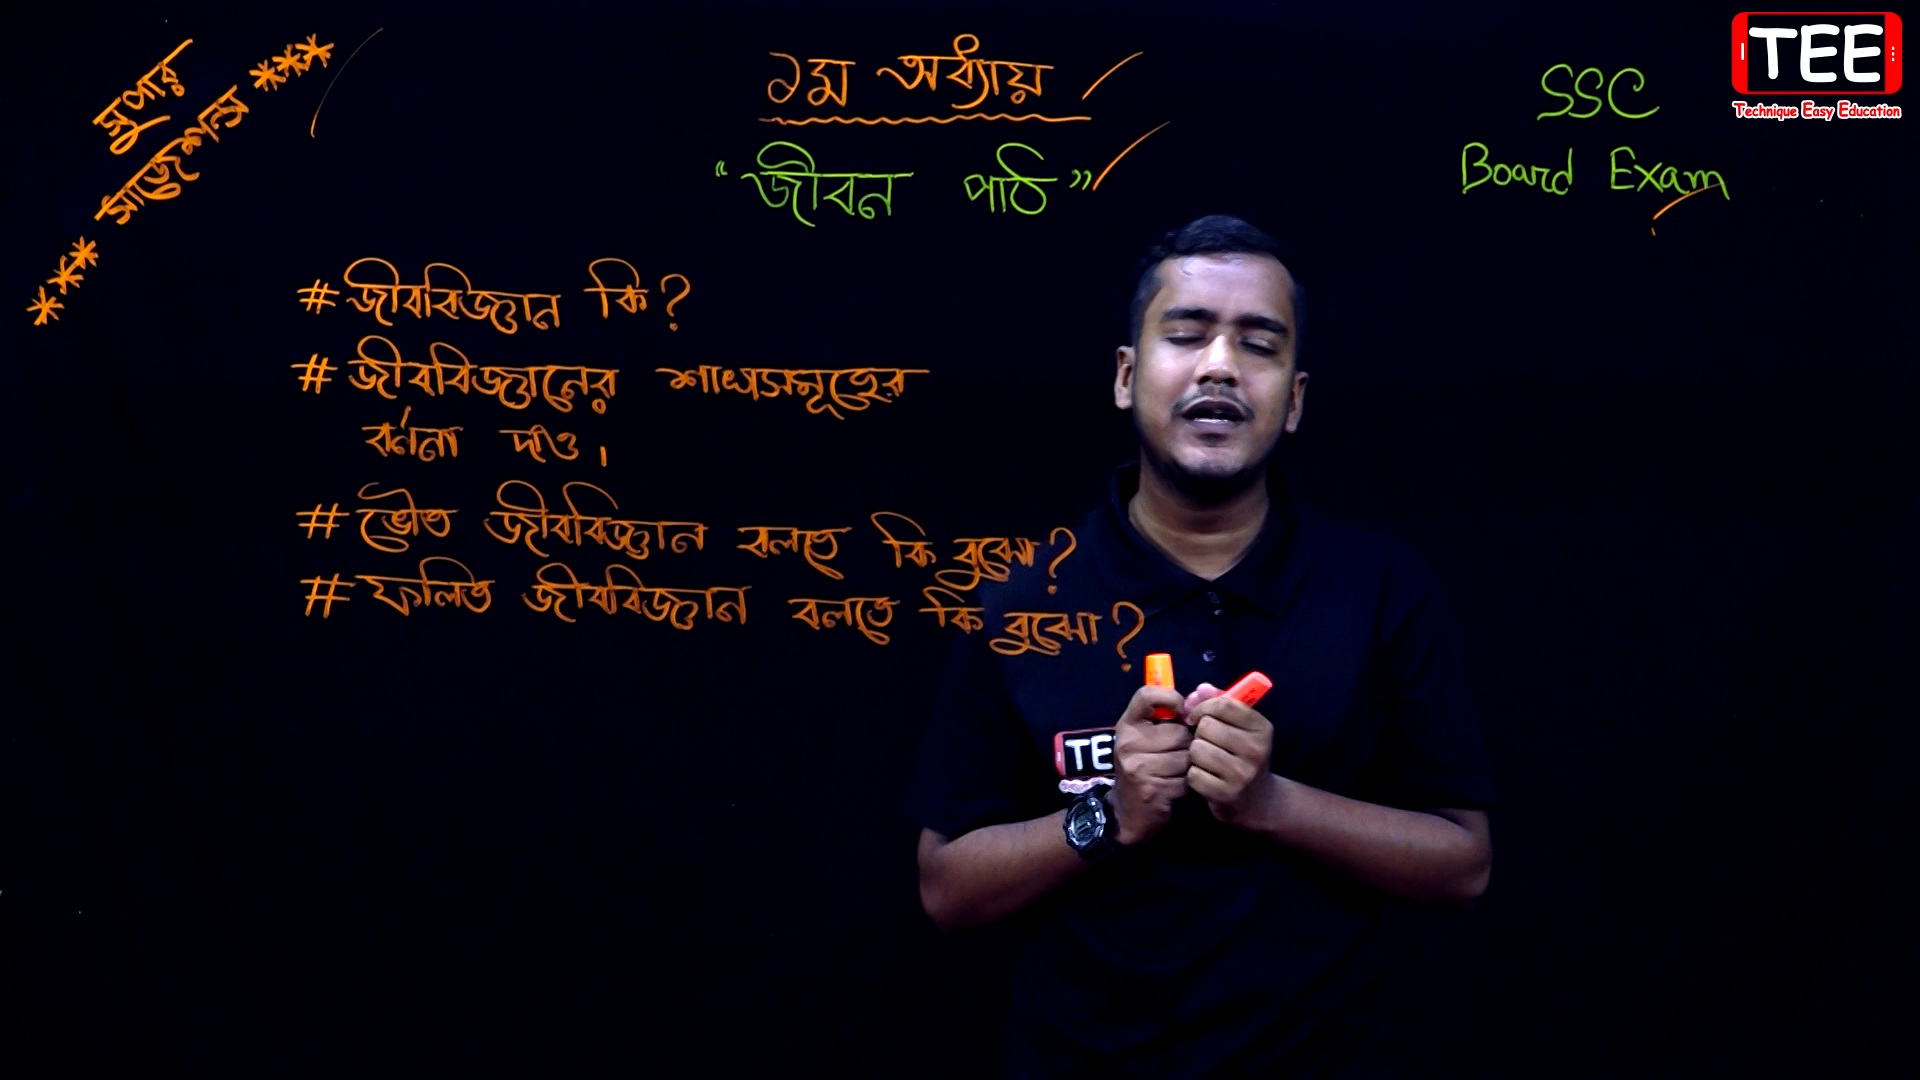 সুপার
*** সাজেশন্স ***
১ম অধ্যায়
"জীবন পাঠ"
SSC
Board Exam
TEE
Technique Easy Education
# জীববিজ্ঞান কি?
# জীববিজ্ঞানের শাখাসমূহের
বর্ণনা দাও।
# ভৌত জীববিজ্ঞান বলতে কি বুঝো?
# ফলিত জীববিজ্ঞান বলতে কি বুঝো?
TE